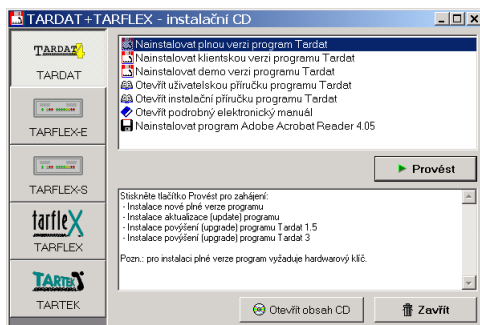 TARDAT+TARFLEX - instalační CD
TARDAT4
TARDAT
TARFLEX-E
TARFLEX-S
tarfleX
TARFLEX
TARTEK
TARTEK
Nainstalovat plnou verzi program Tardat
Nainstalovat klientskou verzi programu Tardat
Nainstalovat demo verzi programu Tardat
Otevřít uživatelskou příručku programu Tardat
Otevřít instalační příručku programu Tardat
Otevřít podrobný elektronický manuál
Nainstalovat program Adobe Acrobat Reader 4.05
Provést
Stiskněte tlačítko Provést pro zahájení:
- Instalace nové plné verze programu
- Instalace aktualizace (update) programu
- Instalace povýšení (upgrade) programu Tardat 1.5
- Instalace povýšení (upgrade) programu Tardat 3
Pozn.: pro instalaci plné verze program vyžaduje hardwarový klíč.
Otevřít obsah CD
Zavřít